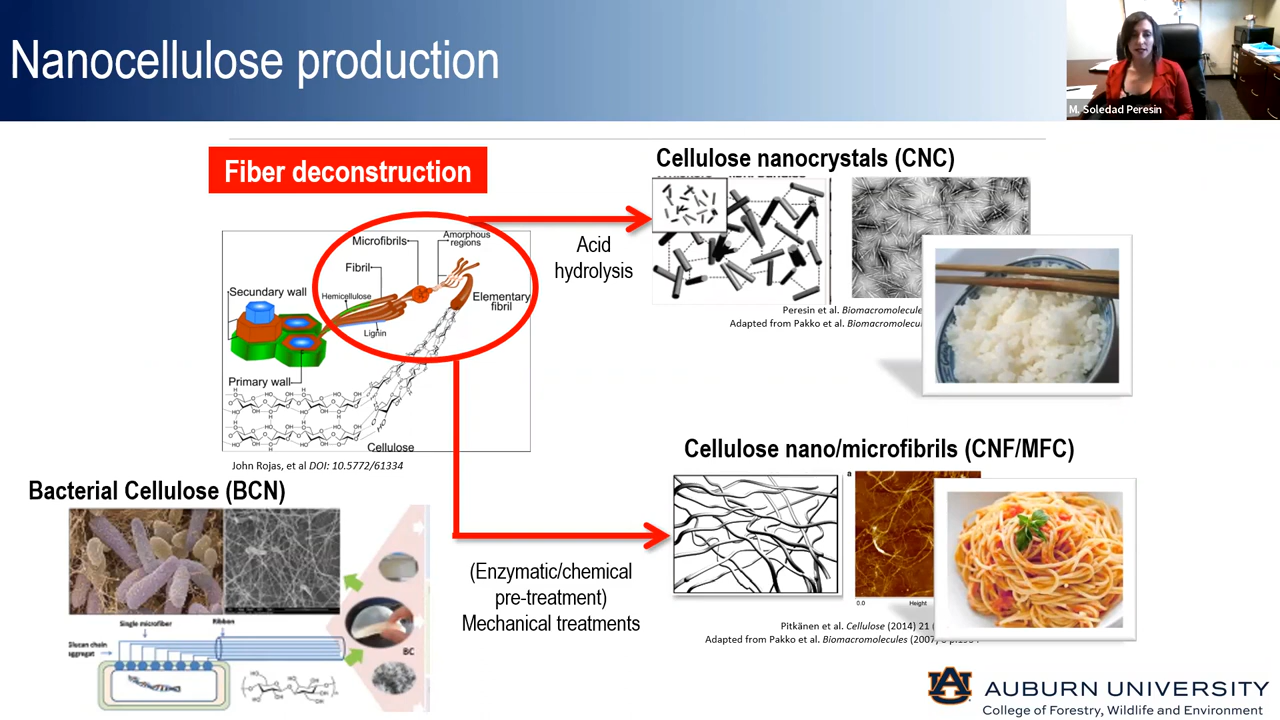 Nanocellulose production
M. Soledad Peresin
Fiber deconstruction
Microfibrils
Amorphous
regions
Fibril
Secundary wall
Hemicellulose
Elementary
fibril
Lignin
Primary wall
Cellulose
John Rojas, et al DOI: 10.5772/61334
Acid
hydrolysis
Cellulose nanocrystals (CNC)
Peresin et al. Biomacromolecule
Adapted from Pakko et al. Biomacromolecul
Bacterial Cellulose (BCN)
Single microfiber
Ribbon
Glucan chain
aggregat
BC
(Enzymatic/chemical
pre-treatment)
Mechanical treatments
Cellulose nano/microfibrils (CNF/MFC)
a
0.0
Height
Pitkänen et al. Cellulose (2014) 21
Adapted from Pakko et al. Biomacromolecules (2007)
AUBURN UNIVERSITY
College of Forestry, Wildlife and Environment